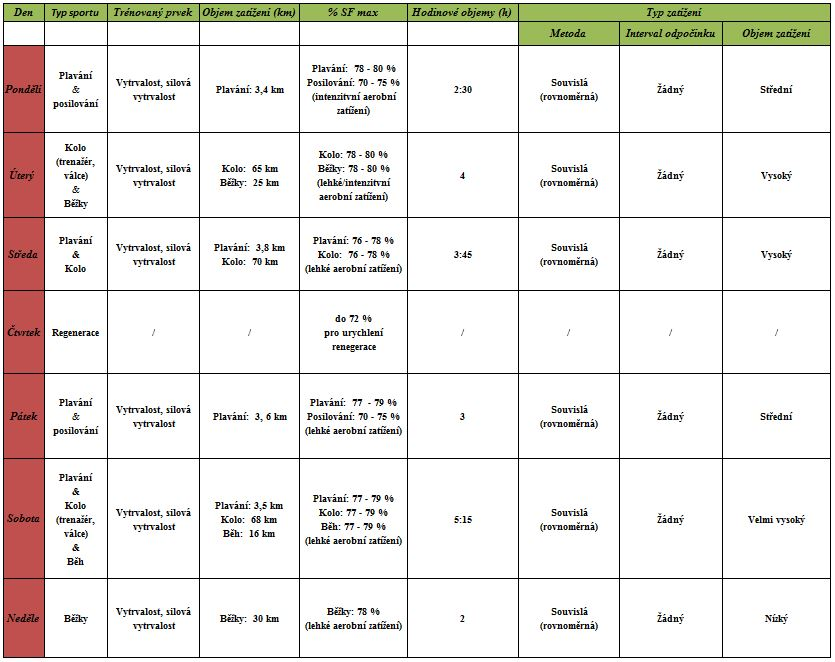 Den Typ sportu Trénovaný prvek Objem zatížení (km) % SF max Hodinové objemy (h) Typ zatížení
Metoda Interval odpočinku Objem zatížení
Pondělí
Plavání
&
posilování
Vytrvalost, silová
vytrvalost
Plavání: 3,4 km
Plavání: 78 - 80 %
Posilování: 70 - 75 %
(intenzitvní aerobní
zatížení)
2:30
Souvislá
(rovnoměrná)
Žádný
Střední
Úterý
Kolo
(trenažér,
válce)
&
Běžky
Vytrvalost, silová
vytrvalost
Kolo: 65 km
Běžky: 25 km
Kolo: 78 - 80 %
Běžky: 78 - 80 %
(lehké/intenzitvní
aerobní zatížení)
4
Souvislá
(rovnoměrná)
Žádný
Vysoký
Středa
Plavání
&
Kolo
Vytrvalost, silová
vytrvalost
Plavání: 3,8 km
Kolo: 70 km
Plavání: 76 - 78 %
Kolo: 76 - 78 %
(lehké aerobní zatížení)
3:45
Souvislá
(rovnoměrná)
Žádný
Vysoký
Čtvrtek
Regenerace
/
/
do 72 %
pro urychlení
renegerace
/
/
/
/
Pátek
Plavání
&
posilování
Vytrvalost, silová
vytrvalost
Plavání: 3, 6 km
Plavání: 77 - 79 %
Posilování: 70 - 75 %
(lehké aerobní zatížení)
3
Souvislá
(rovnoměrná)
Žádný
Střední
Sobota
Plavání
&
Kolo
(trenažér,
válce)
&
Běh
Vytrvalost, silová
vytrvalost
Plavání: 3,5 km
Kolo: 68 km
Běh: 16 km
Plavání: 77 - 79 %
Kolo: 77 - 79 %
Běh: 77 - 79 %
(lehké aerobní zatížení)
5:15
Souvislá
(rovnoměrná)
Žádný
Velmi vysoký
Neděle
Běžky
Vytrvalost, silová
vytrvalost
Běžky: 30 km
Běžky: 78 %
(lehké aerobní zatížení)
2
Souvislá
(rovnoměrná)
Žádný
Nízký